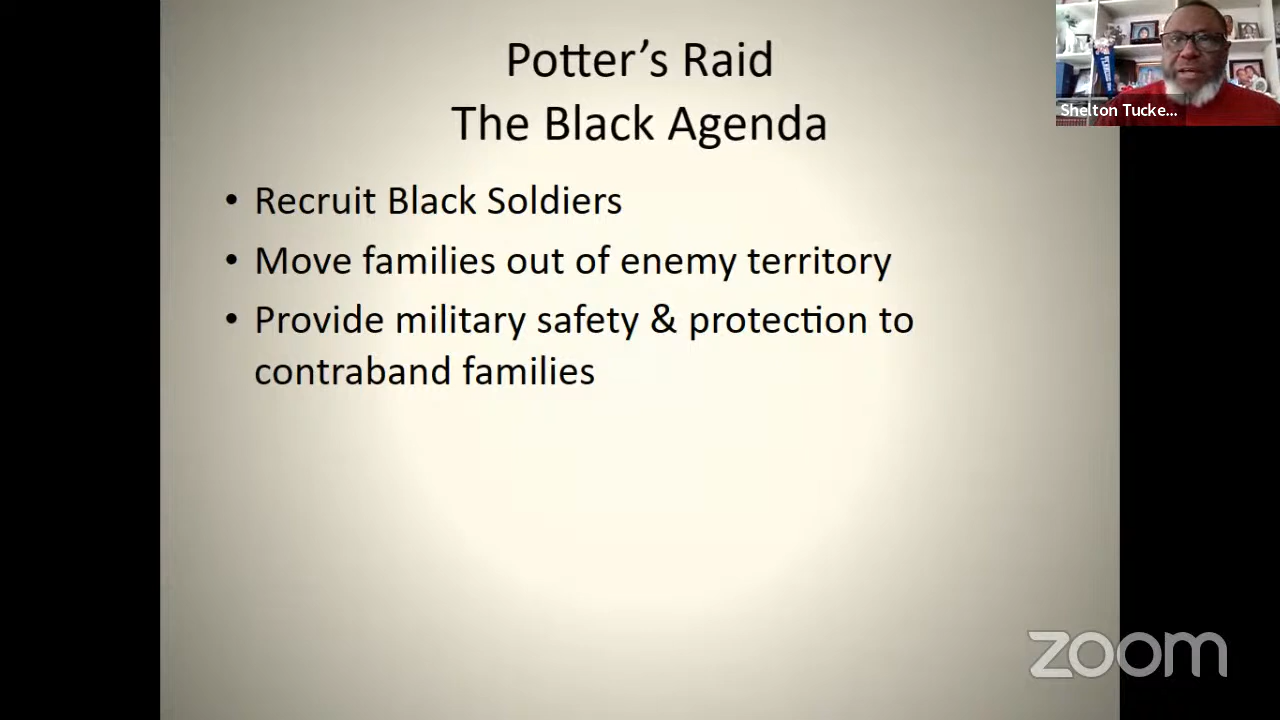 Potter's Raid
The Black Agenda
• Recruit Black Soldiers
• Move families out of enemy territory
• Provide military safety & protection to
contraband families
Shelton Tucke...
zoom